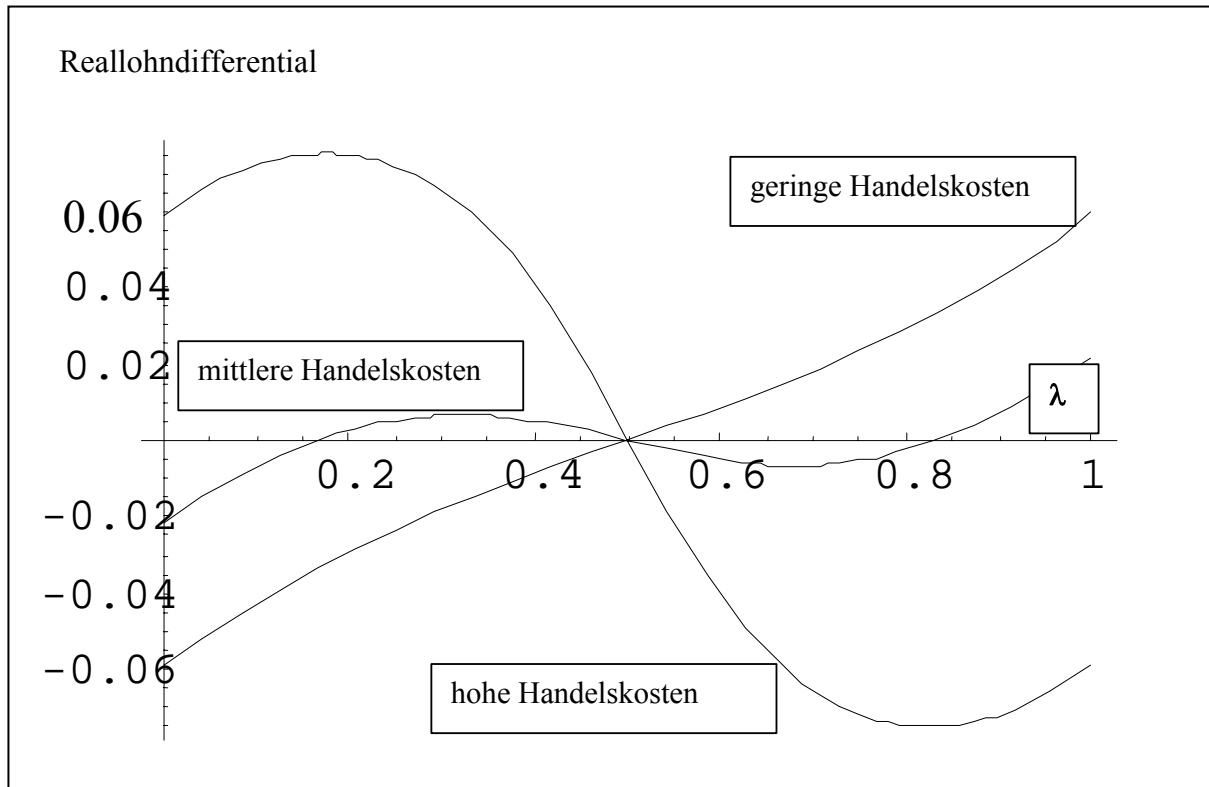 Reallohndifferential
geringe Handelskosten
0.06
0.04
0.02
mittlere Handelskosten
λ
0.2 0.4 0.6 0.8 1
-0.02
-0.04
-0.06
hohe Handelskosten